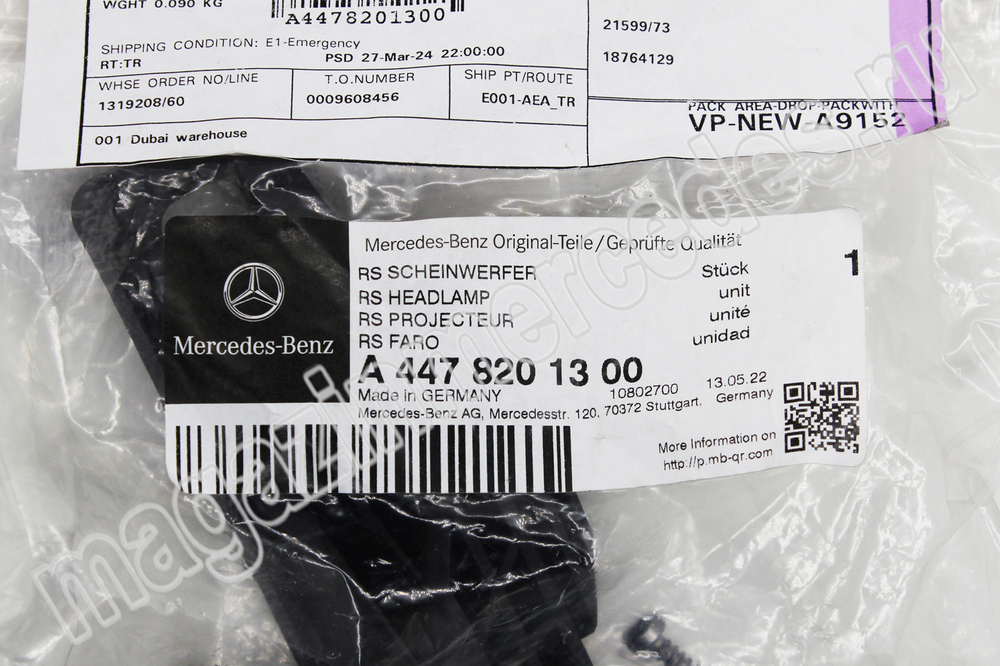 WGHT 0.090 KG
A4478201300
SHIPPING CONDITION: E1-Emergency
RT:TR PSD 27-Mar-24 22:00:00
WHSE ORDER NO/LINE T.O.NUMBER SHIP PT/ROUTE
1319208/60 0009608456 E001-AEA_TR
001 Dubai warehouse
21599/73
18764129
PACK AREA-DROP-PACKWITH
VP-NEW-A9152
Mercedes-Benz
Mercedes-Benz Original-Teile/Geprüfte Qualität
RS SCHEINWERFER Stück 1
RS HEADLAMP unit
RS PROJECTEUR unité
RS FARO unidad
A 447 820 13 00
Made in GERMANY 10802700 13.05.22
Mercedes-Benz AG, Mercedesstr. 120, 70372 Stuttgart, Germany
More Information on
http://p.mb-qr.com
magazinmercedes.ru